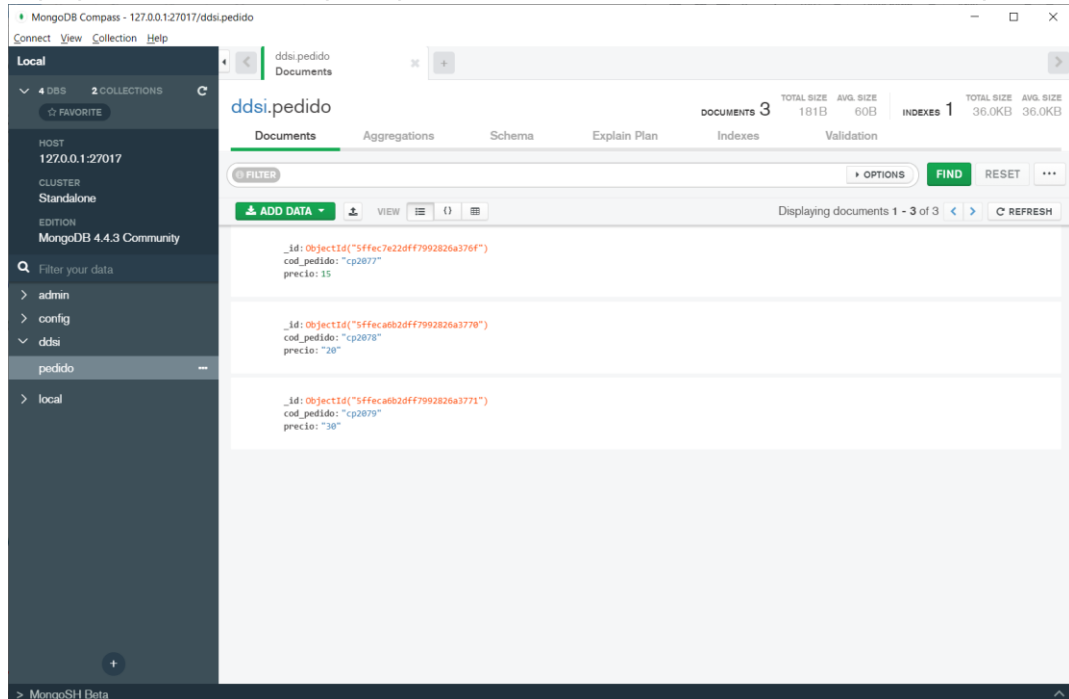 MongoDB Compass - 127.0.0.1:27017/ddsi.pedido
Connect View Collection Help
Local
4 DBS 2 COLLECTIONS
☆ FAVORITE
HOST
127.0.0.1:27017
CLUSTER
Standalone
EDITION
MongoDB 4.4.3 Community
Filter your data
admin
config
ddsi
pedido
local
ddsi.pedido
Documents
ddsi.pedido
DOCUMENTS 3 TOTAL SIZE 181B AVG. SIZE 60B INDEXES 1 TOTAL SIZE 36.0KB AVG. SIZE 36.0KB
Documents Aggregations Schema Explain Plan Indexes Validation
FILTER OPTIONS FIND RESET ...
ADD DATA VIEW {} Displaying documents 1 - 3 of 3 < > REFRESH
_id:ObjectId("5ffec7e22dff7992826a376f")
cod_pedido:"cp2077"
precio:15
_id:ObjectId("5ffeca6b2dff7992826a3770")
cod_pedido:"cp2078"
precio:"20"
_id:ObjectId("5ffeca6b2dff7992826a3771")
cod_pedido:"cp2079"
precio:"30"
> MongoSH Beta